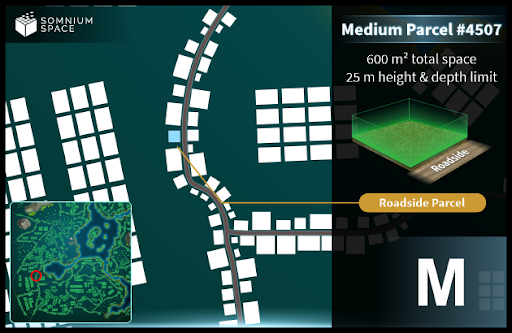 SOMNIUM
SPACE
Medium Parcel #4507
600 m² total space
25 m height & depth limit
Roadside
Roadside Parcel
M